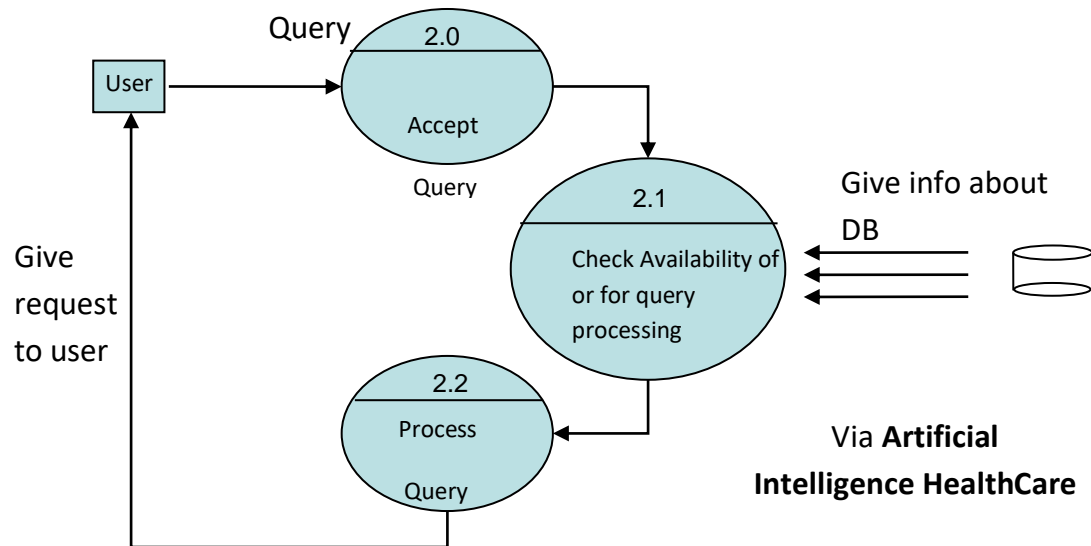 Query
2.0
User
Accept
Query
2.1
Give info about
DB
Check Availability of
or for query
processing
Give
request
to user
2.2
Process
Query
Via Artificial
Intelligence HealthCare